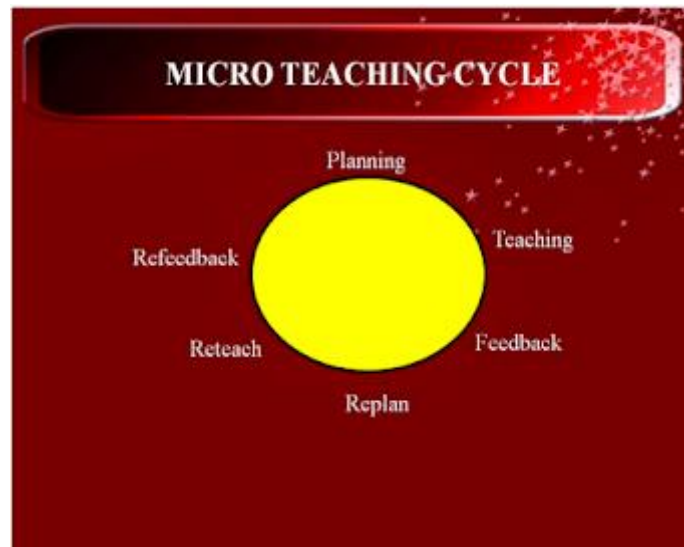 MICRO TEACHING CYCLE
Planning
Teaching
Feedback
Replan
Reteach
Refeedback